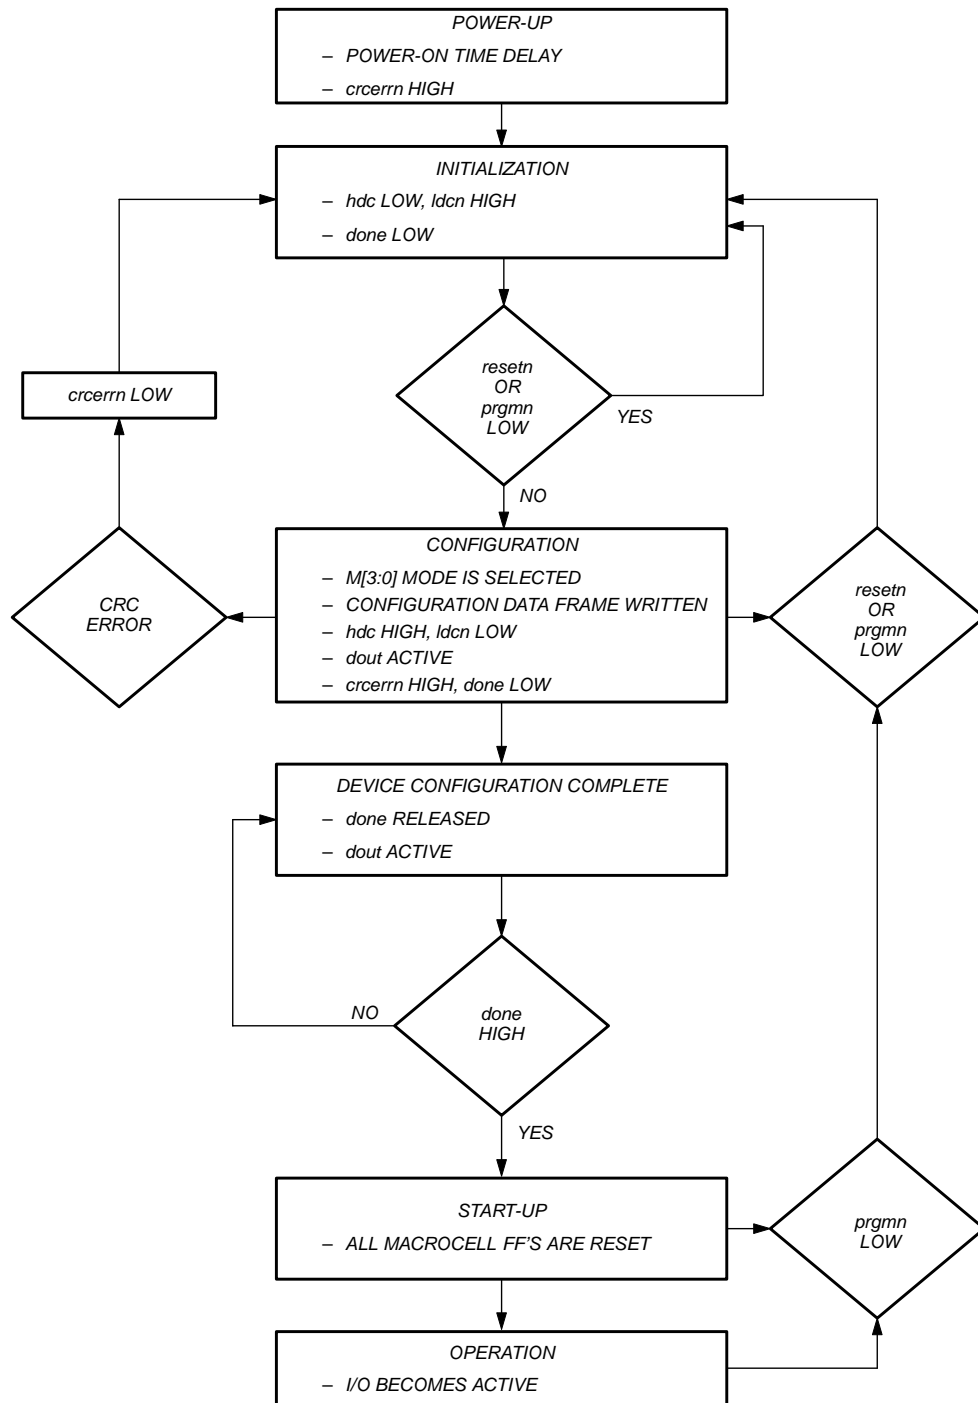 POWER-UP
– POWER-ON TIME DELAY
– crcerrn HIGH
INITIALIZATION
– hdc LOW, ldcn HIGH
– done LOW
resetn
OR
prgmn
LOW
YES
NO
crcerrn LOW
CRC
ERROR
CONFIGURATION
– M[3:0] MODE IS SELECTED
– CONFIGURATION DATA FRAME WRITTEN
– hdc HIGH, ldcn LOW
– dout ACTIVE
– crcerrn HIGH, done LOW
resetn
OR
prgmn
LOW
DEVICE CONFIGURATION COMPLETE
– done RELEASED
– dout ACTIVE
done
HIGH
NO
YES
START-UP
– ALL MACROCELL FF'S ARE RESET
prgmn
LOW
OPERATION
– I/O BECOMES ACTIVE